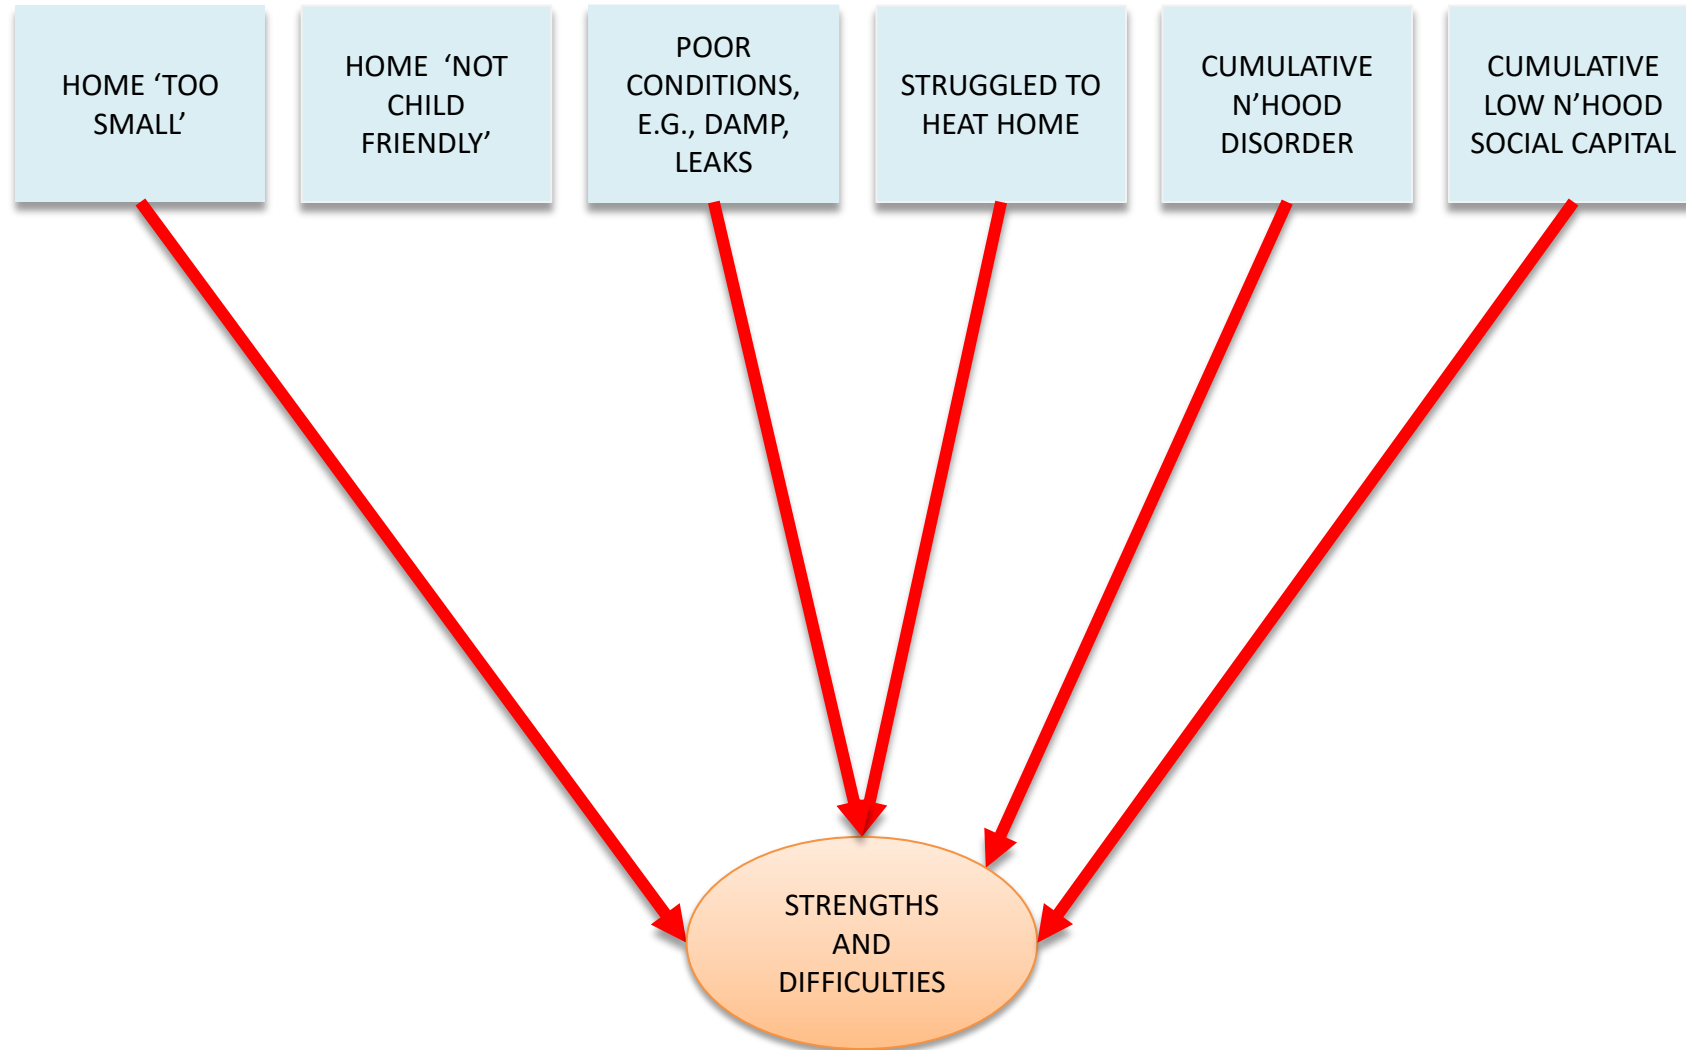 HOME ‘TOO
SMALL’
HOME ‘NOT
CHILD
FRIENDLY’
POOR
CONDITIONS,
E.G., DAMP,
LEAKS
STRUGGLED TO
HEAT HOME
CUMULATIVE
N’HOOD
DISORDER
CUMULATIVE
LOW N’HOOD
SOCIAL CAPITAL
STRENGTHS
AND
DIFFICULTIES